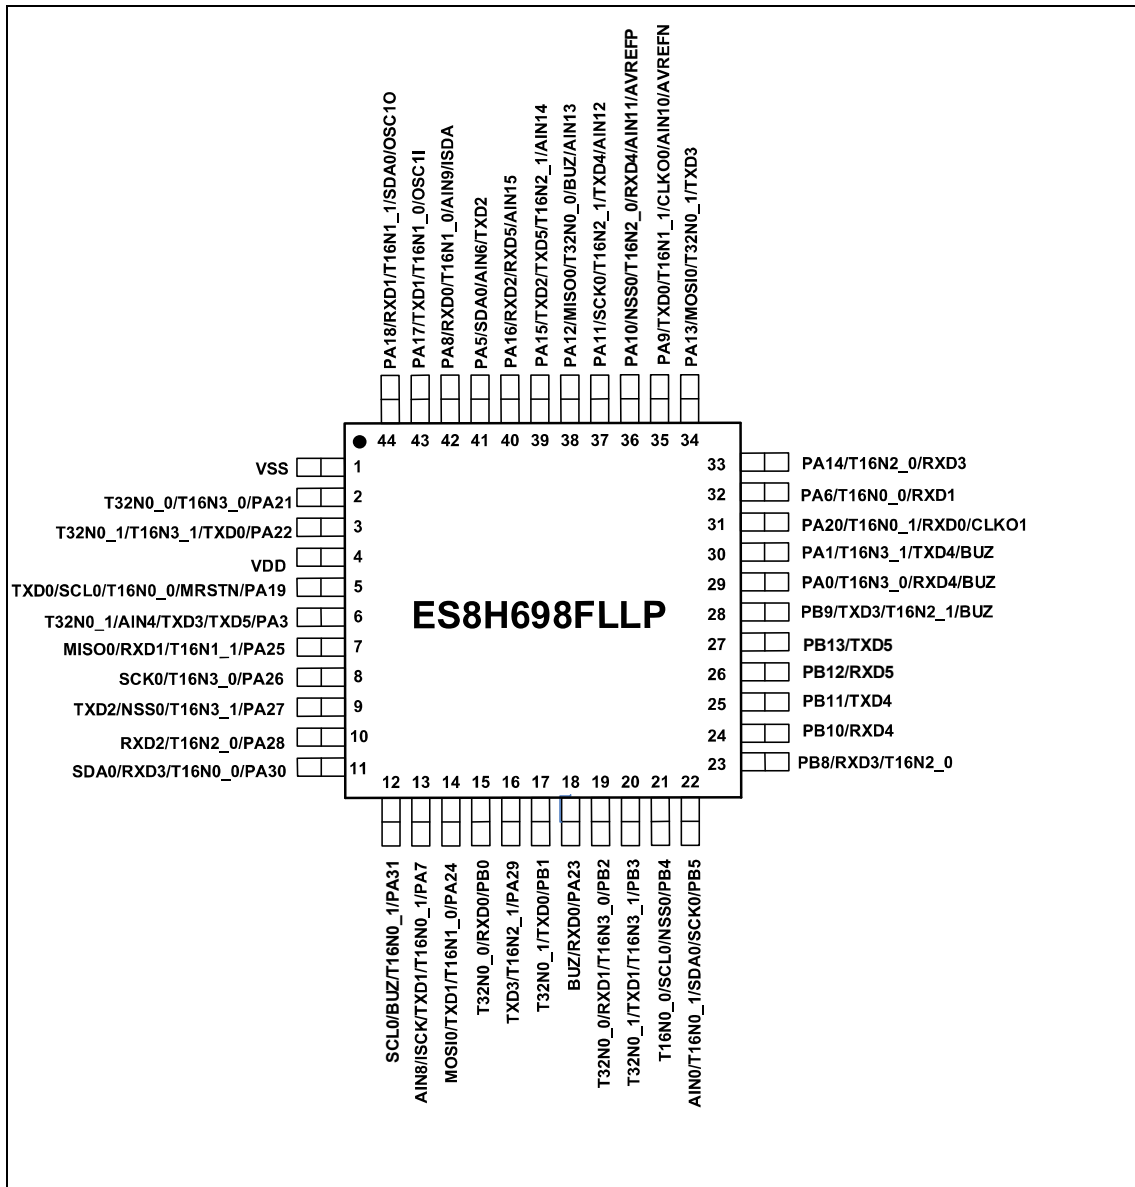 PA18/RXD1/T16N1_1/SDA0/OSC1O
PA17/TXD1/T16N1_0/OSC1I
PA8/RXD0/T16N1_0/AIN9/ISDA
PA5/SDA0/AIN6/TXD2
PA16/RXD2/RXD5/AIN15
PA15/TXD2/TXD5/T16N2_1/AIN14
PA12/MISO0/T32N0_0/BUZ/AIN13
PA11/SCK0/T16N2_1/TXD4/AIN12
PA10/NSS0/T16N2_0/RXD4/AIN11/AVREFP
PA9/TXD0/T16N1_1/CLKO0/AIN10/AVREFN
PA13/MOSI0/T32N0_1/TXD3
44 43 42 41 40 39 38 37 36 35 34
VSS 1
T32N0_0/T16N3_0/PA21 2
T32N0_1/T16N3_1/TXD0/PA22 3
VDD 4
TXD0/SCL0/T16N0_0/MRSTN/PA19 5
T32N0_1/AIN4/TXD3/TXD5/PA3 6
MISO0/RXD1/T16N1_1/PA25 7
SCK0/T16N3_0/PA26 8
TXD2/NSS0/T16N3_1/PA27 9
RXD2/T16N2_0/PA28 10
SDA0/RXD3/T16N0_0/PA30 11
ES8H698FLLP
33 PA14/T16N2_0/RXD3
32 PA6/T16N0_0/RXD1
31 PA20/T16N0_1/RXD0/CLKO1
30 PA1/T16N3_1/TXD4/BUZ
29 PA0/T16N3_0/RXD4/BUZ
28 PB9/TXD3/T16N2_1/BUZ
27 PB13/TXD5
26 PB12/RXD5
25 PB11/TXD4
24 PB10/RXD4
23 PB8/RXD3/T16N2_0
12 13 14 15 16 17 18 19 20 21 22
SCL0/BUZ/T16N0_1/PA31
AIN8/ISCK/TXD1/T16N0_1/PA7
MOSI0/TXD1/T16N1_0/PA24
T32N0_0/RXD0/PB0
TXD3/T16N2_1/PA29
T32N0_1/TXD0/PB1
BUZ/RXD0/PA23
T32N0_0/RXD1/T16N3_0/PB2
T32N0_1/TXD1/T16N3_1/PB3
T16N0_0/SCL0/NSS0/PB4
AIN0/T16N0_1/SDA0/SCK0/PB5